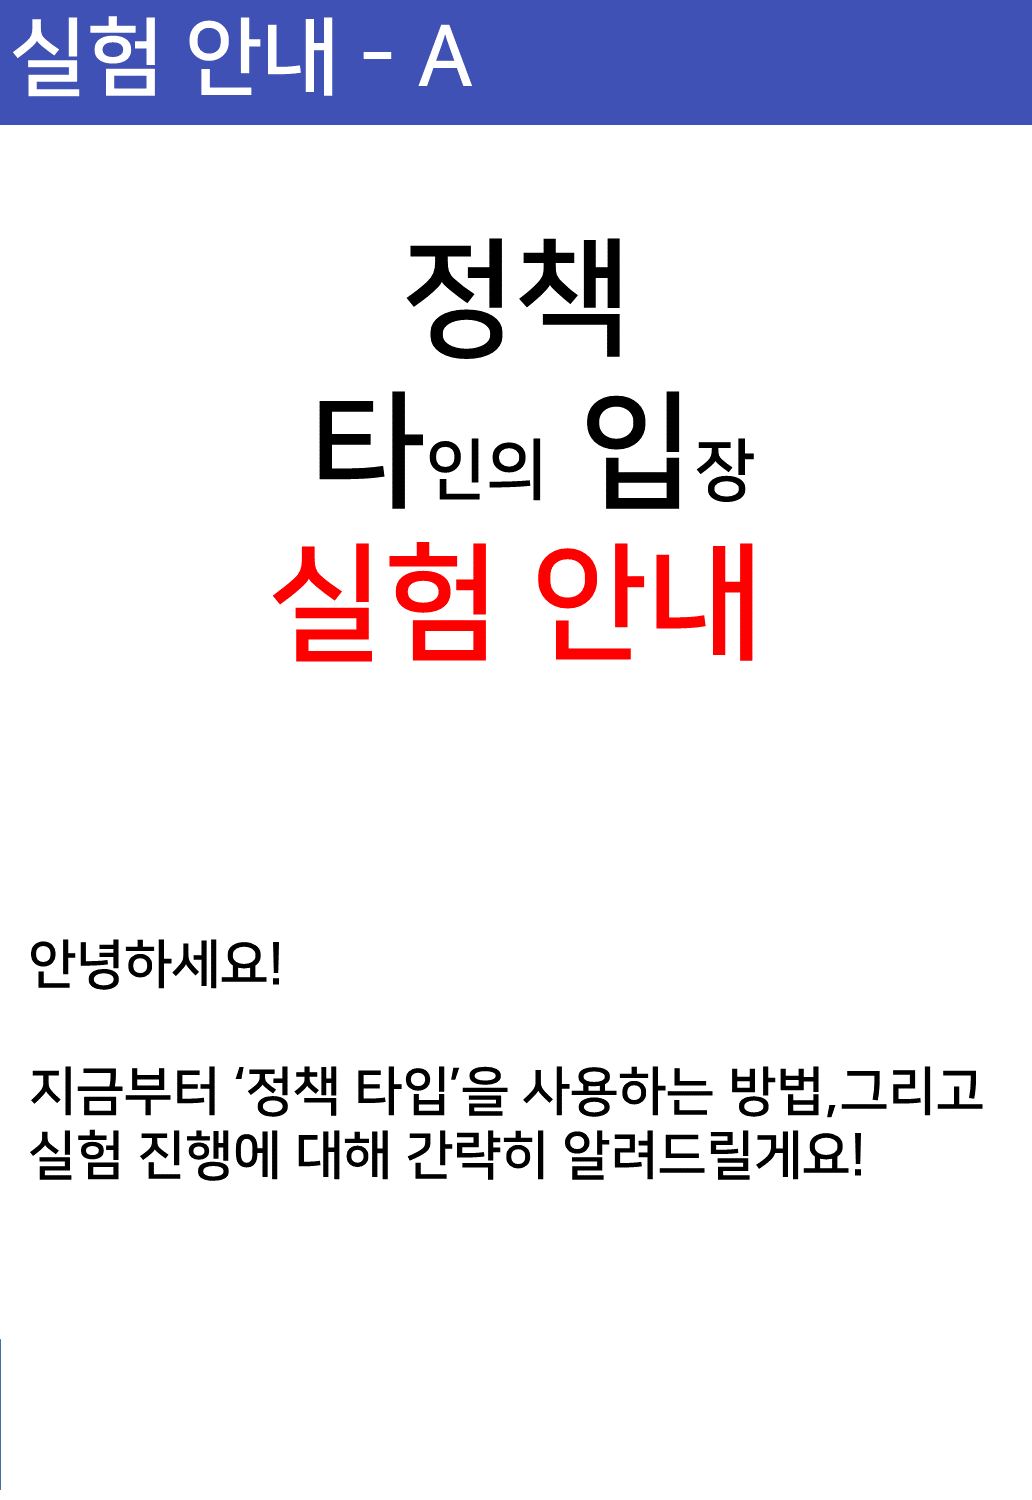 실험 안내 - A
정책
타인의 입장
실험 안내
안녕하세요!
지금부터 ‘정책 타입’을 사용하는 방법,그리고
실험 진행에 대해 간략히 알려드릴게요!